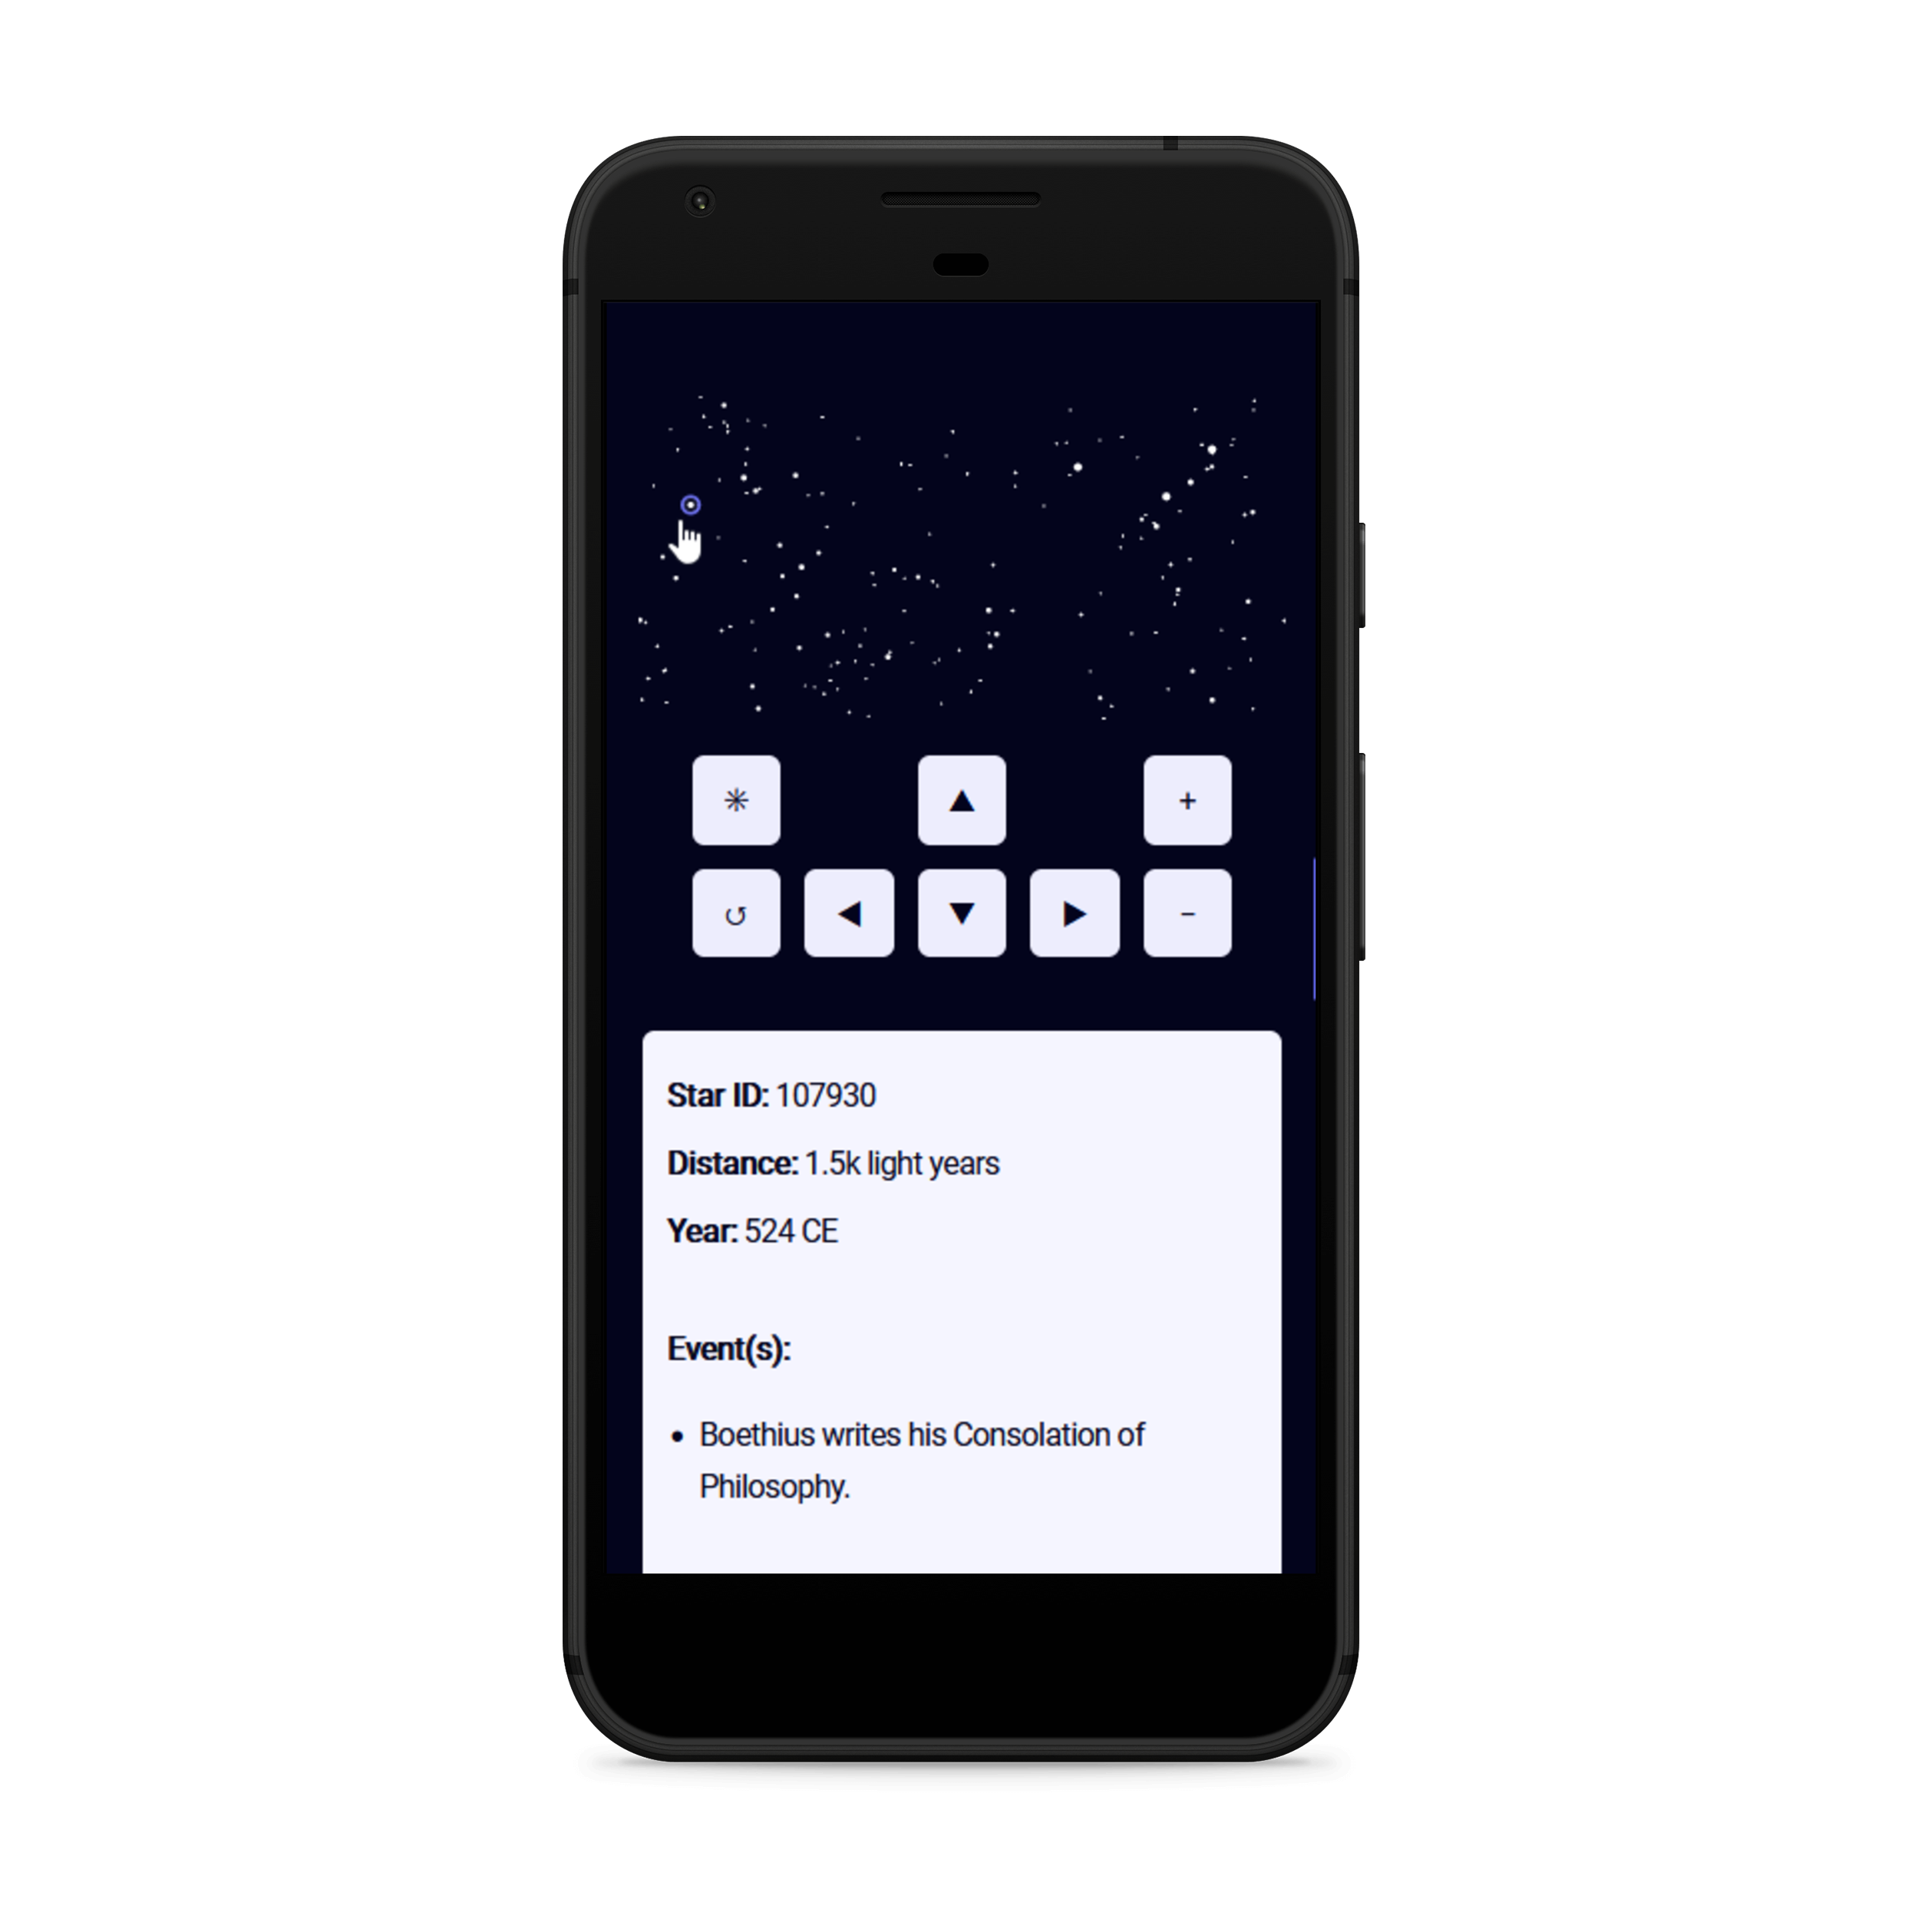 +
−
Star ID: 107930
Distance: 1.5k light years
Year: 524 CE
Event(s):
• Boethius writes his Consolation of
Philosophy.